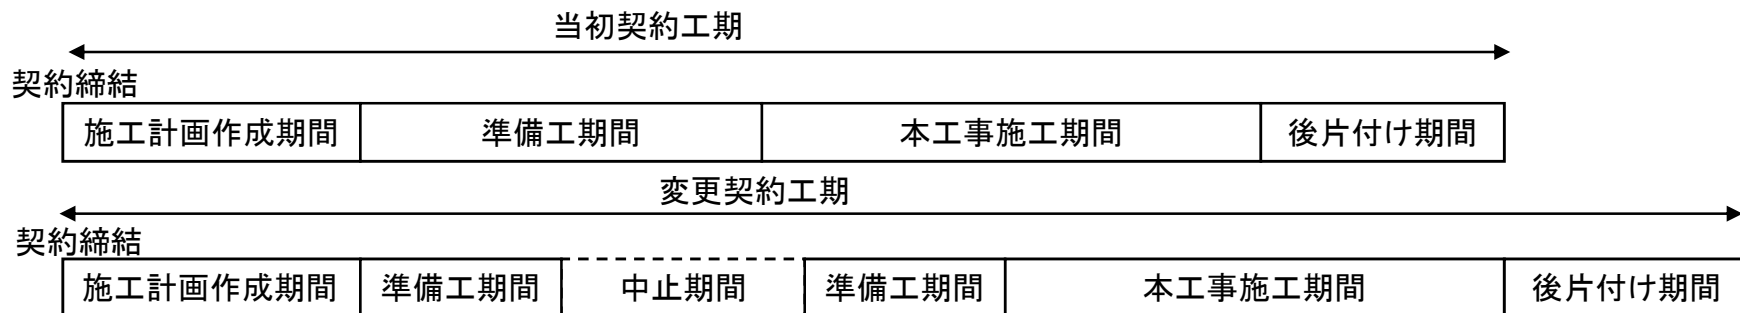 当初契約工期
契約締結
施工計画作成期間 準備工期間 本工事施工期間 後片付け期間
変更契約工期
契約締結
施工計画作成期間 準備工期間 中止期間 準備工期間 本工事施工期間 後片付け期間